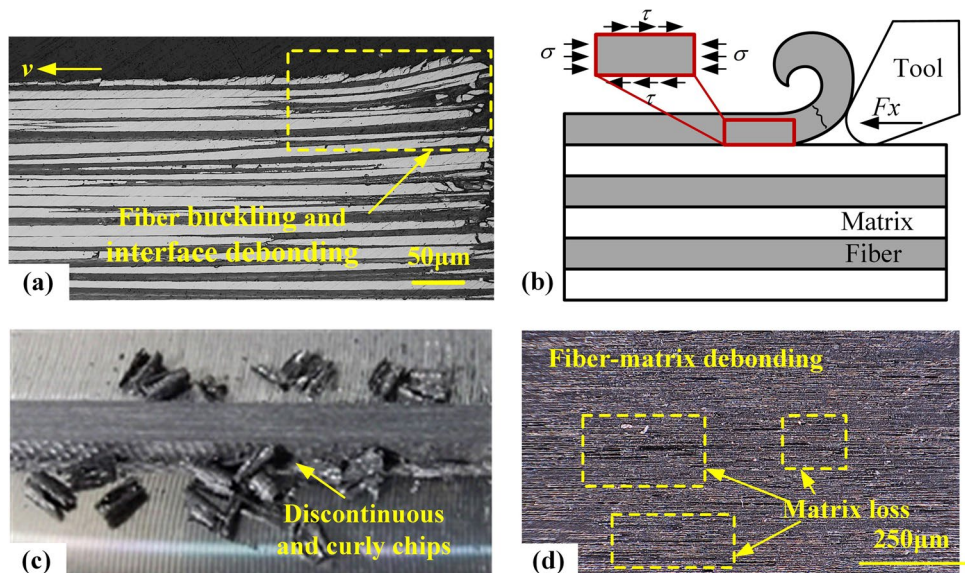 v
Fiber buckling and
interface debonding
50μm
(a)
τ
σ
σ
τ
Tool
Fx
Matrix
Fiber
(b)
Discontinuous
and curly chips
(c)
Fiber-matrix debonding
Matrix loss
250μm
(d)